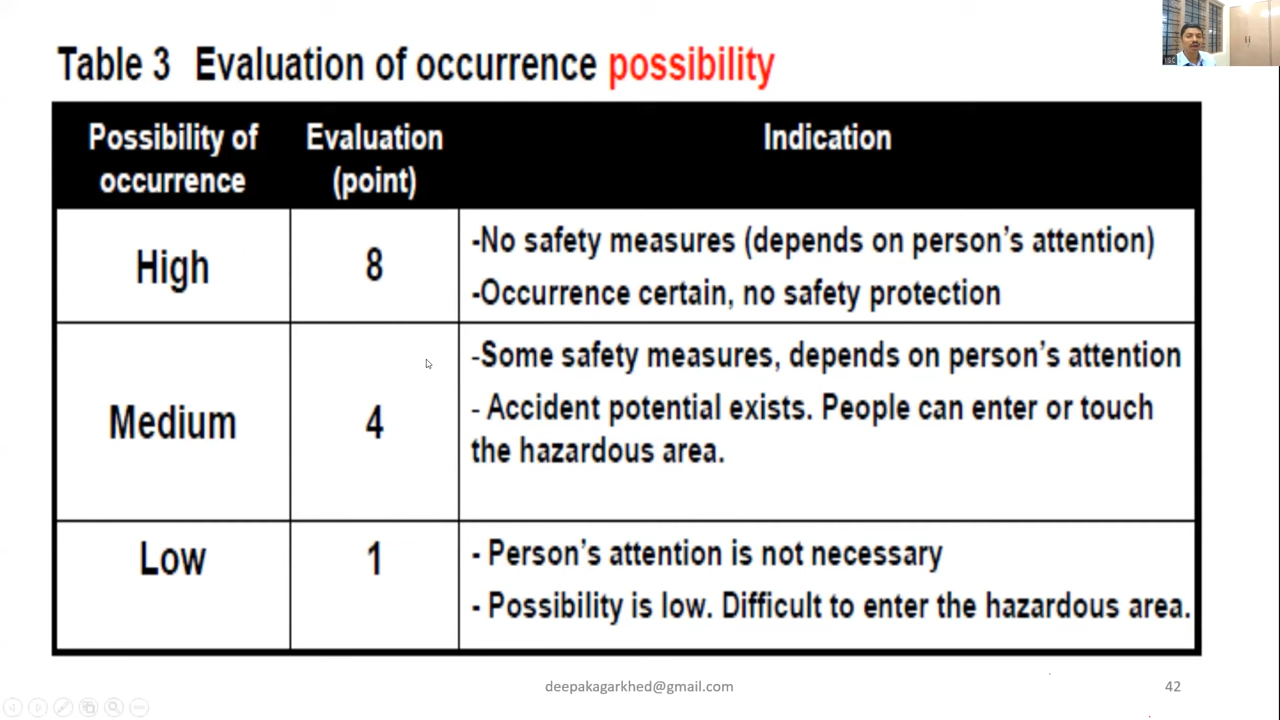 Table 3 Evaluation of occurrence possibility
Possibility of occurrence
Evaluation (point)
Indication
High
8
-No safety measures (depends on person's attention)
-Occurrence certain, no safety protection
Medium
4
-Some safety measures, depends on person's attention
- Accident potential exists. People can enter or touch
the hazardous area.
Low
1
- Person's attention is not necessary
- Possibility is low. Difficult to enter the hazardous area.
deepakagarkhed@gmail.com
42